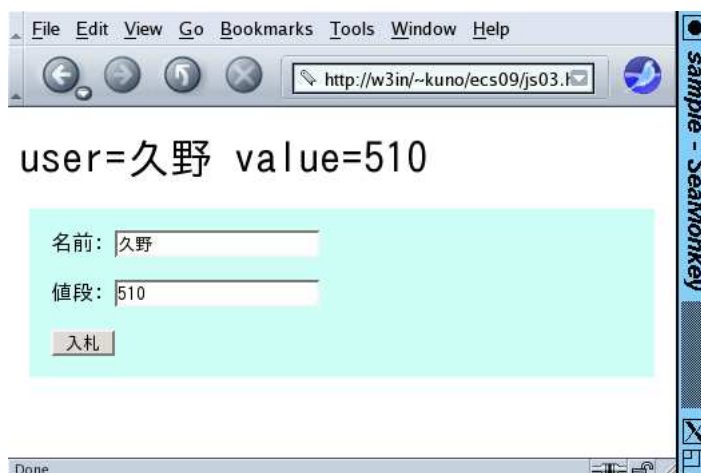 File Edit View Go Bookmarks Tools Window Help
http://w3in/~kuno/ecs09/js03.h
user=久野 value=510
名前: 久野
値段: 510
入札
Done
sample - SeaMonkey